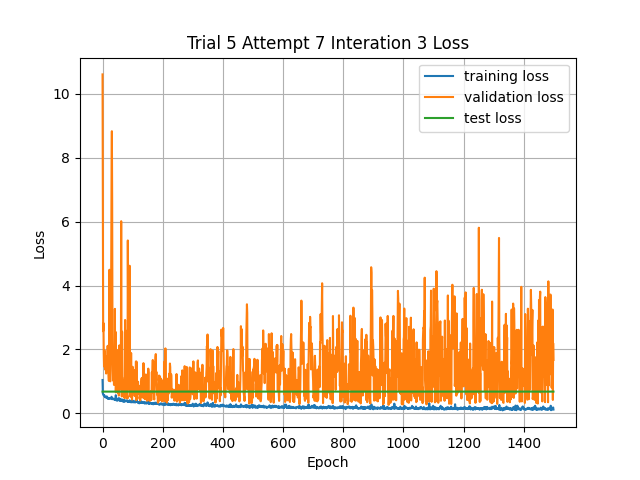 Trial 5 Attempt 7 Interation 3 Loss
training loss
validation loss
test loss
10
8
6
4
2
0
Loss
0 200 400 600 800 1000 1200 1400
Epoch